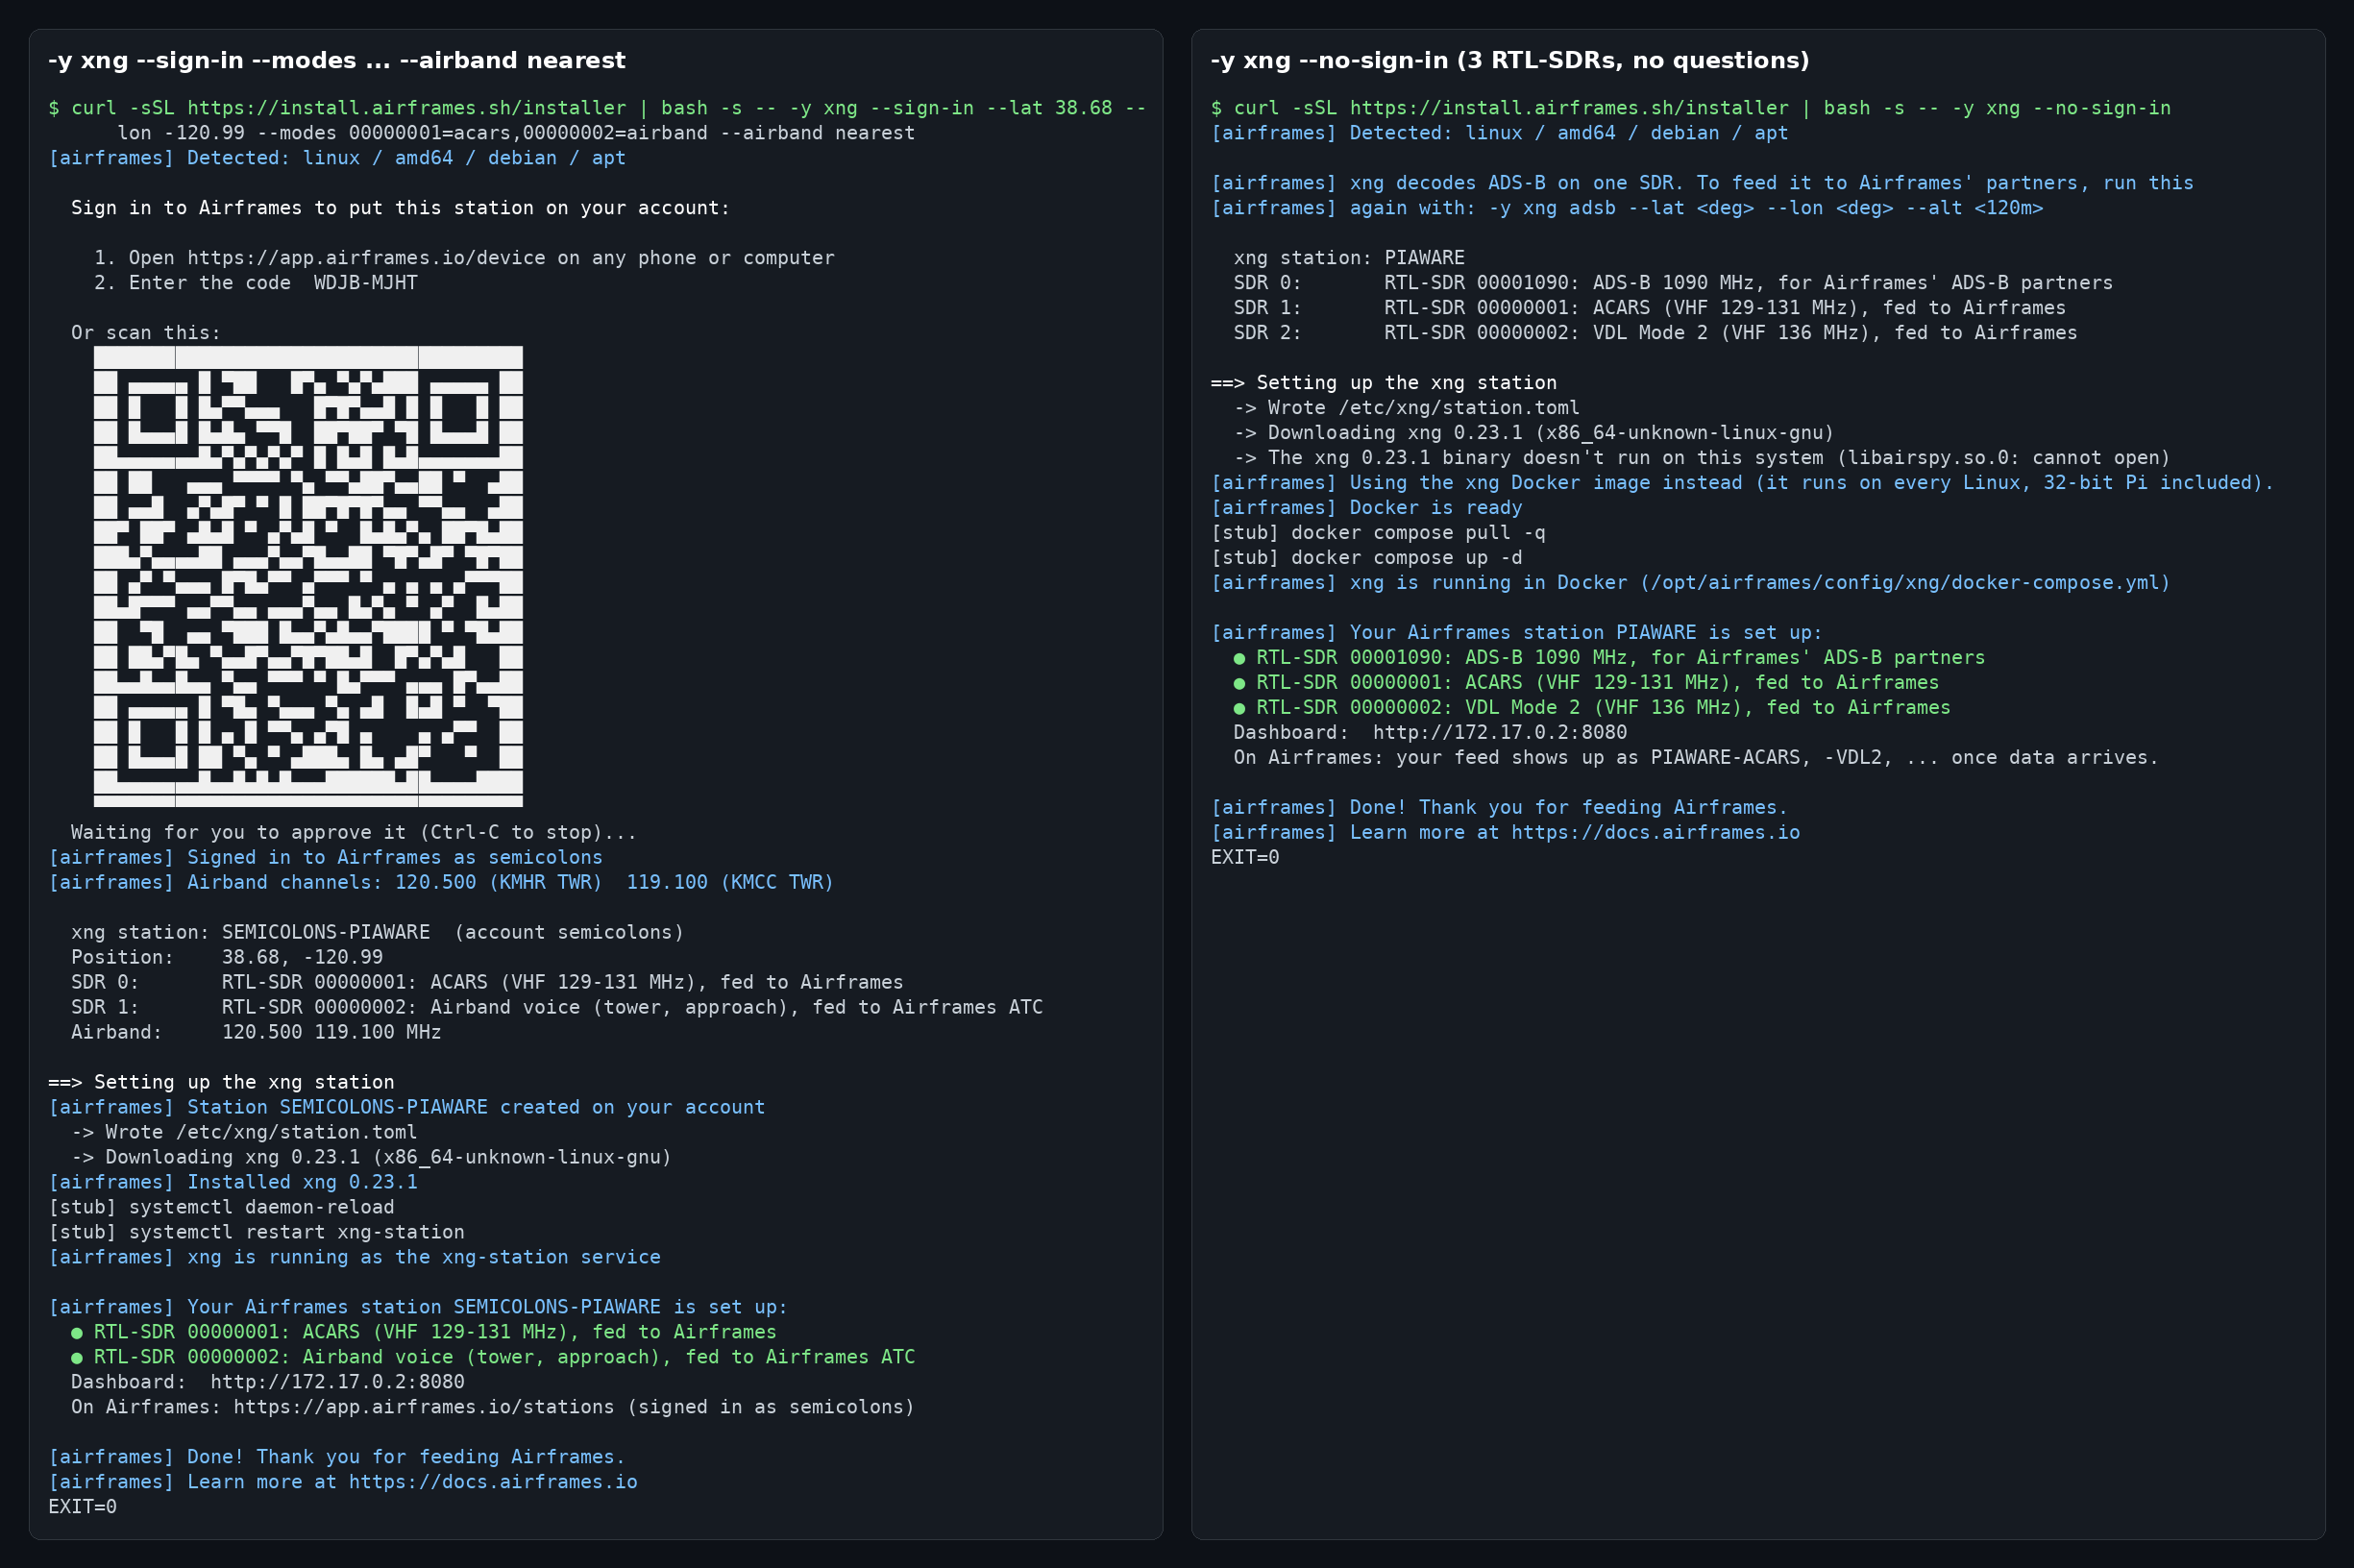 -y xng --sign-in --modes ... --airband nearest
$ curl -sSL https://install.airframes.sh/installer | bash -s -- -y xng --sign-in --lat 38.68 --
lon -120.99 --modes 00000001=acars,00000002=airband --airband nearest
[airframes] Detected: linux / amd64 / debian / apt
Sign in to Airframes to put this station on your account:
1. Open https://app.airframes.io/device on any phone or computer
2. Enter the code  WDJB-MJHT
Or scan this:
Waiting for you to approve it (Ctrl-C to stop)...
[airframes] Signed in to Airframes as semicolons
[airframes] Airband channels: 120.500 (KMHR TWR)  119.100 (KMCC TWR)
xng station: SEMICOLONS-PIAWARE  (account semicolons)
Position:    38.68, -120.99
SDR 0:       RTL-SDR 00000001: ACARS (VHF 129-131 MHz), fed to Airframes
SDR 1:       RTL-SDR 00000002: Airband voice (tower, approach), fed to Airframes ATC
Airband:     120.500 119.100 MHz
==> Setting up the xng station
[airframes] Station SEMICOLONS-PIAWARE created on your account
-> Wrote /etc/xng/station.toml
-> Downloading xng 0.23.1 (x86_64-unknown-linux-gnu)
[airframes] Installed xng 0.23.1
[stub] systemctl daemon-reload
[stub] systemctl restart xng-station
[airframes] xng is running as the xng-station service
[airframes] Your Airframes station SEMICOLONS-PIAWARE is set up:
● RTL-SDR 00000001: ACARS (VHF 129-131 MHz), fed to Airframes
● RTL-SDR 00000002: Airband voice (tower, approach), fed to Airframes ATC
Dashboard:  http://172.17.0.2:8080
On Airframes: https://app.airframes.io/stations (signed in as semicolons)
[airframes] Done! Thank you for feeding Airframes.
[airframes] Learn more at https://docs.airframes.io
EXIT=0
-y xng --no-sign-in (3 RTL-SDRs, no questions)
$ curl -sSL https://install.airframes.sh/installer | bash -s -- -y xng --no-sign-in
[airframes] Detected: linux / amd64 / debian / apt
[airframes] xng decodes ADS-B on one SDR. To feed it to Airframes' partners, run this
[airframes] again with: -y xng adsb --lat <deg> --lon <deg> --alt <120m>
xng station: PIAWARE
SDR 0:       RTL-SDR 00001090: ADS-B 1090 MHz, for Airframes' ADS-B partners
SDR 1:       RTL-SDR 00000001: ACARS (VHF 129-131 MHz), fed to Airframes
SDR 2:       RTL-SDR 00000002: VDL Mode 2 (VHF 136 MHz), fed to Airframes
==> Setting up the xng station
-> Wrote /etc/xng/station.toml
-> Downloading xng 0.23.1 (x86_64-unknown-linux-gnu)
-> The xng 0.23.1 binary doesn't run on this system (libairspy.so.0: cannot open)
[airframes] Using the xng Docker image instead (it runs on every Linux, 32-bit Pi included).
[airframes] Docker is ready
[stub] docker compose pull -q
[stub] docker compose up -d
[airframes] xng is running in Docker (/opt/airframes/config/xng/docker-compose.yml)
[airframes] Your Airframes station PIAWARE is set up:
● RTL-SDR 00001090: ADS-B 1090 MHz, for Airframes' ADS-B partners
● RTL-SDR 00000001: ACARS (VHF 129-131 MHz), fed to Airframes
● RTL-SDR 00000002: VDL Mode 2 (VHF 136 MHz), fed to Airframes
Dashboard:  http://172.17.0.2:8080
On Airframes: your feed shows up as PIAWARE-ACARS, -VDL2, ... once data arrives.
[airframes] Done! Thank you for feeding Airframes.
[airframes] Learn more at https://docs.airframes.io
EXIT=0